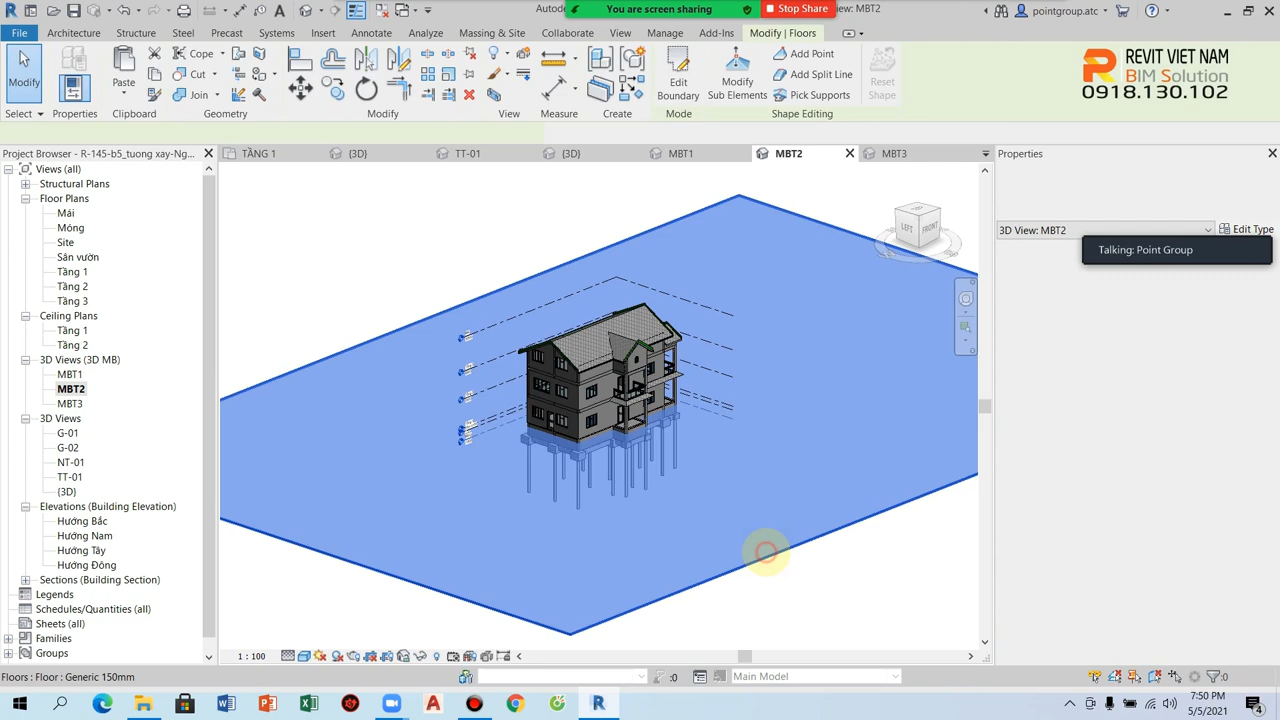 Autode
You are screen sharing
Stop Share
View: MBT2
pointgroup.atc
File
Architecture
Structure
Steel
Precast
Systems
Insert
Annotate
Analyze
Massing & Site
Collaborate
View
Manage
Add-Ins
Modify | Floors
Modify
Paste
Cope
Cut
Join
Edit
Boundary
Modify
Sub Elements
Add Point
Add Split Line
Pick Supports
Reset
Shape
REVIT VIET NAM
BIM Solution
0918.130.102
Select
Properties
Clipboard
Geometry
Modify
View
Measure
Create
Mode
Shape Editing
Project Browser - R-145-b5_tuong xay-Ng...
TẦNG 1
{3D}
TT-01
{3D}
MBT1
MBT2
MBT3
Properties
Views (all)
Structural Plans
Floor Plans
Mái
Móng
Site
Sân vườn
Tầng 1
Tầng 2
Tầng 3
Ceiling Plans
Tầng 1
Tầng 2
3D Views (3D MB)
MBT1
MBT2
MBT3
3D Views
G-01
G-02
NT-01
TT-01
{3D}
Elevations (Building Elevation)
Hướng Bắc
Hướng Nam
Hướng Tây
Hướng Đông
Sections (Building Section)
Legends
Schedules/Quantities (all)
Sheets (all)
Families
Groups
LEFT
FRONT
3D View: MBT2
Edit Type
Talking: Point Group
1 : 100
Floors : Floor : Generic 150mm
:0
Main Model
:0
7:50 PM
5/5/2021
4